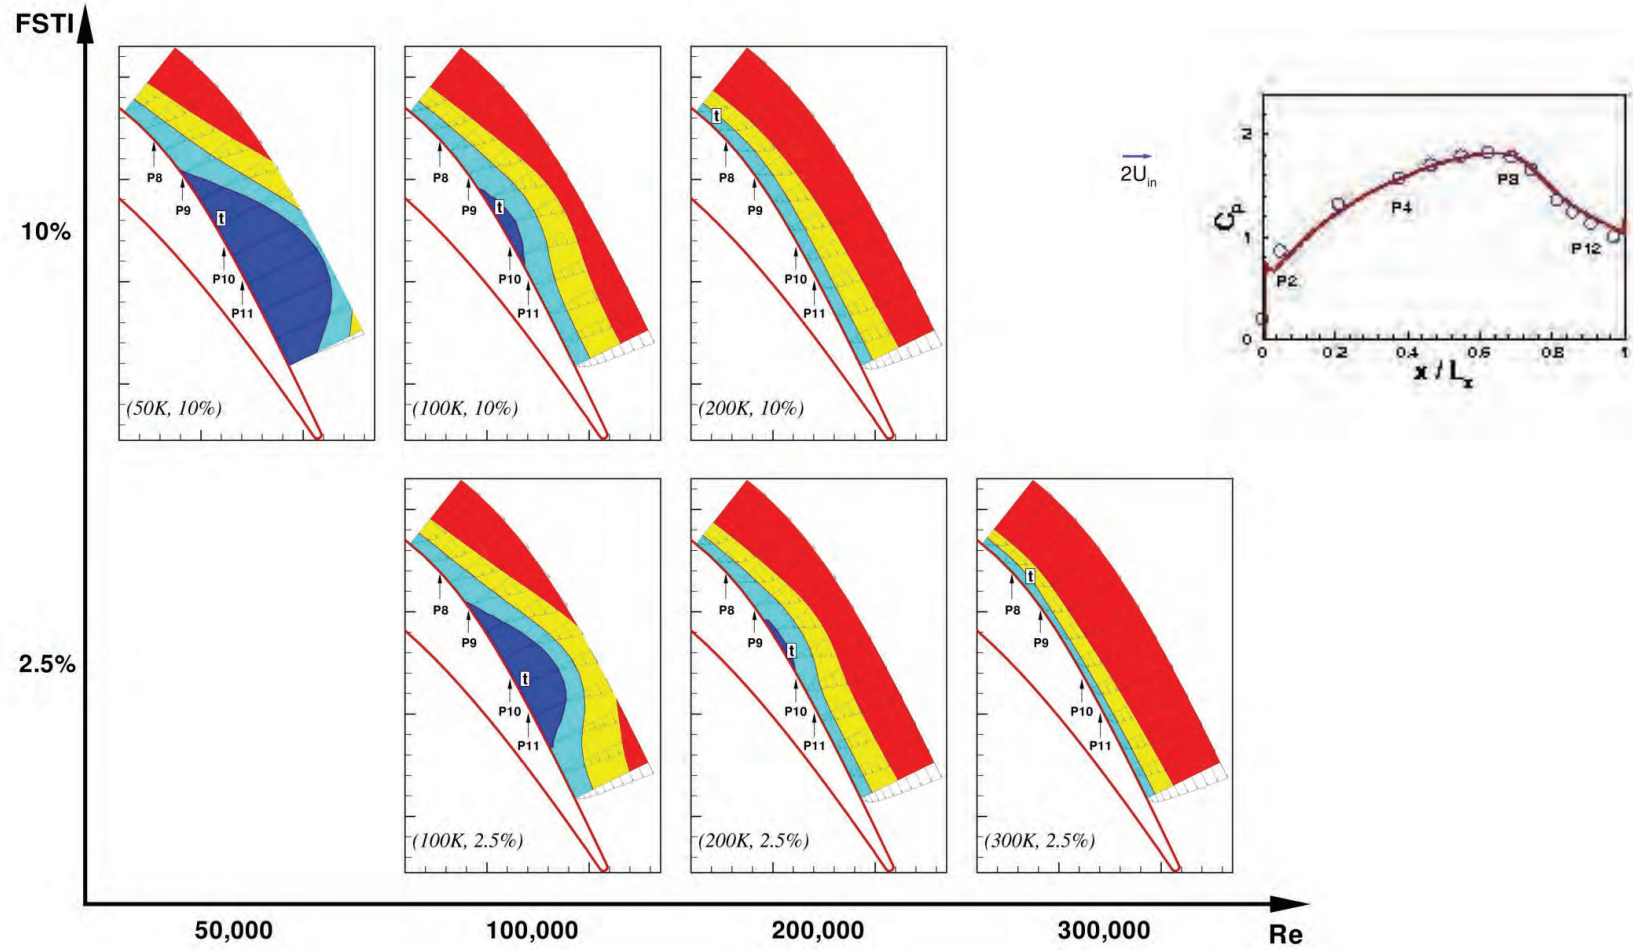 FSTI
10%
P8
P9
t
P10
P11
(50K, 10%)
P8
P9
t
P10
P11
(100K, 10%)
t
P8
P9
P10
P11
(200K, 10%)
2U_in
C_p
2
1
0
P2
P4
P8
P12
0
0.2
0.4
0.6
0.8
1
x / L_x
2.5%
P8
P9
t
P10
P11
(100K, 2.5%)
P8
P9
t
P10
P11
(200K, 2.5%)
t
P8
P9
P10
P11
(300K, 2.5%)
50,000
100,000
200,000
300,000
Re